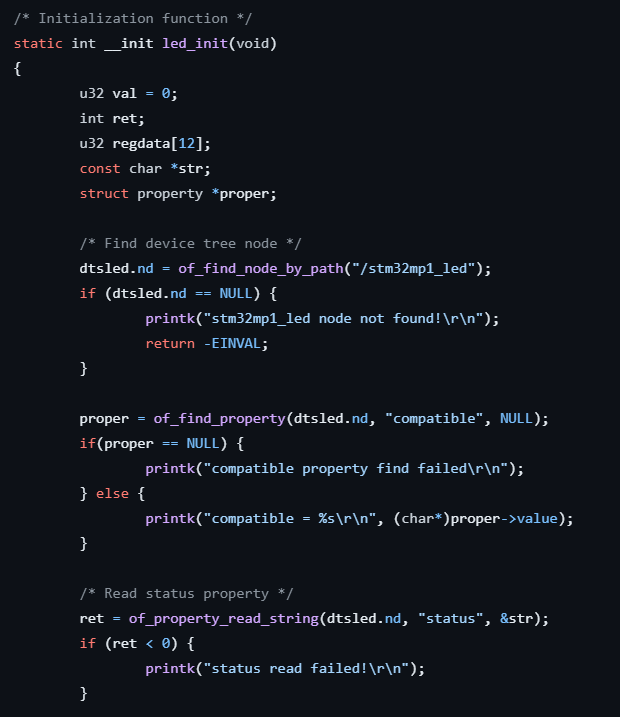 /* Initialization function */
static int __init led_init(void)
{
        u32 val = 0;
        int ret;
        u32 regdata[12];
        const char *str;
        struct property *proper;

        /* Find device tree node */
        dtsled.nd = of_find_node_by_path("/stm32mp1_led");
        if (dtsled.nd == NULL) {
                printk("stm32mp1_led node not found!\r\n");
                return -EINVAL;
        }

        proper = of_find_property(dtsled.nd, "compatible", NULL);
        if(proper == NULL) {
                printk("compatible property find failed\r\n");
        } else {
                printk("compatible = %s\r\n", (char*)proper->value);
        }

        /* Read status property */
        ret = of_property_read_string(dtsled.nd, "status", &str);
        if (ret < 0) {
                printk("status read failed!\r\n");
        }